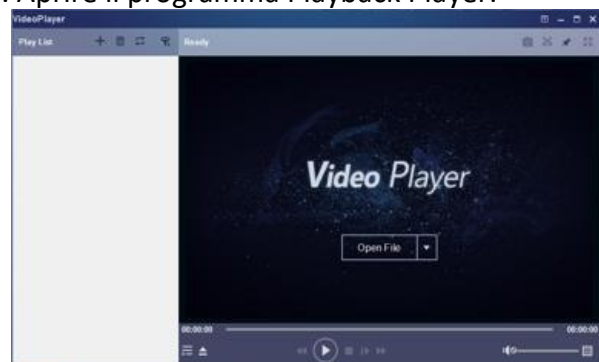 . Aprire il programma Playback Player.
VideoPlayer
Play List
Ready
Video Player
Open File
00:00:00
00:00:00